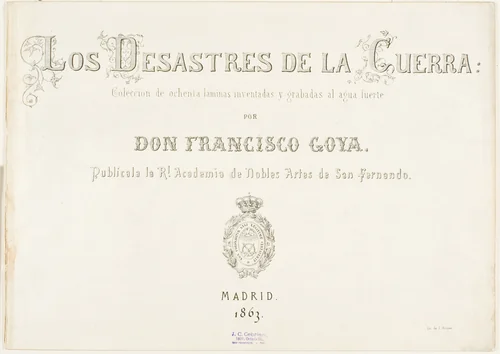 Los Desastres de la Guerra:
Coleccion de ochenta láminas inventadas y grabadas al agua fuerte
POR
DON FRANCISCO GOYA.
Publícala la Rl. Academia de Nobles Artes de San Fernando.
MADRID.
1863.